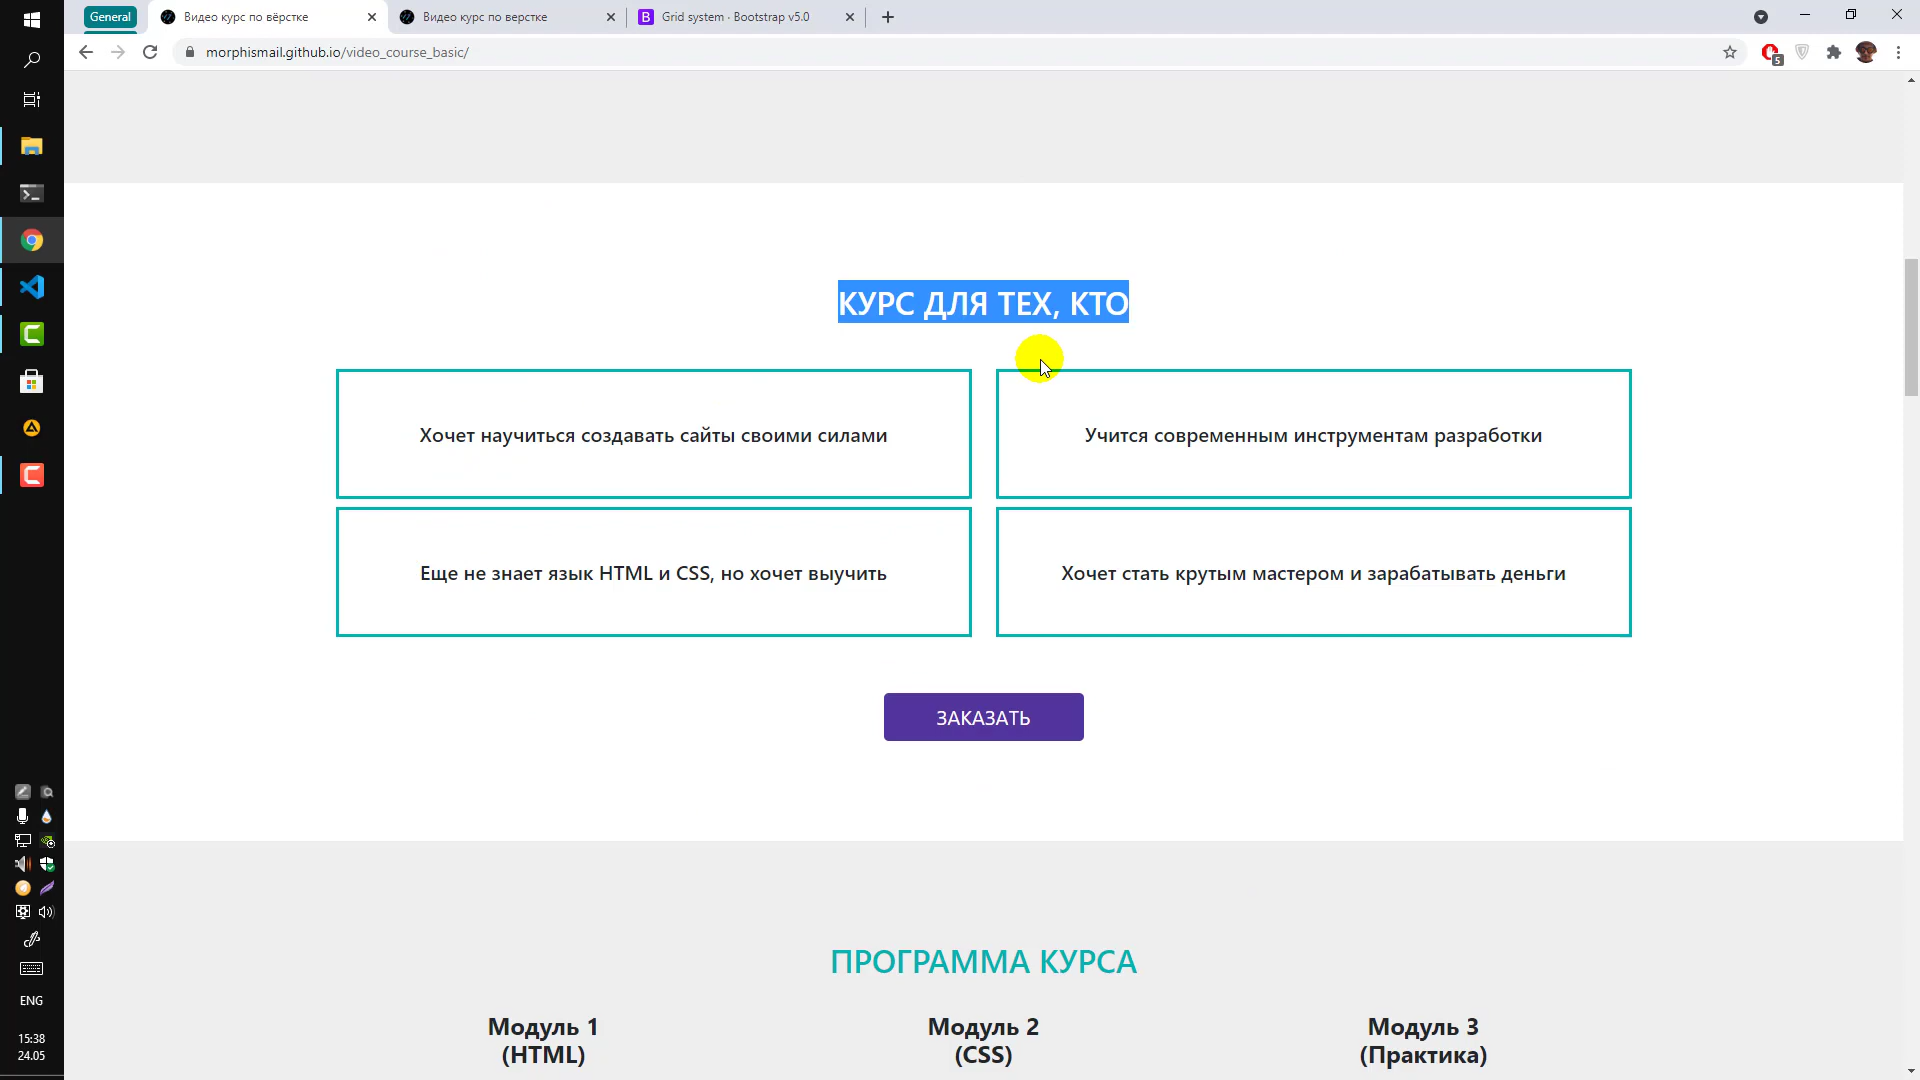 General
Видео курс по вёрстке
Видео курс по верстке
B
Grid system · Bootstrap v5.0
morphismail.github.io/video_course_basic/
5
КУРС ДЛЯ ТЕХ, КТО
Хочет научиться создавать сайты своими силами
Учится современным инструментам разработки
Еще не знает язык HTML и CSS, но хочет выучить
Хочет стать крутым мастером и зарабатывать деньги
ЗАКАЗАТЬ
ПРОГРАММА КУРСА
Модуль 1
(HTML)
Модуль 2
(CSS)
Модуль 3
(Практика)
ENG
15:38
24.05